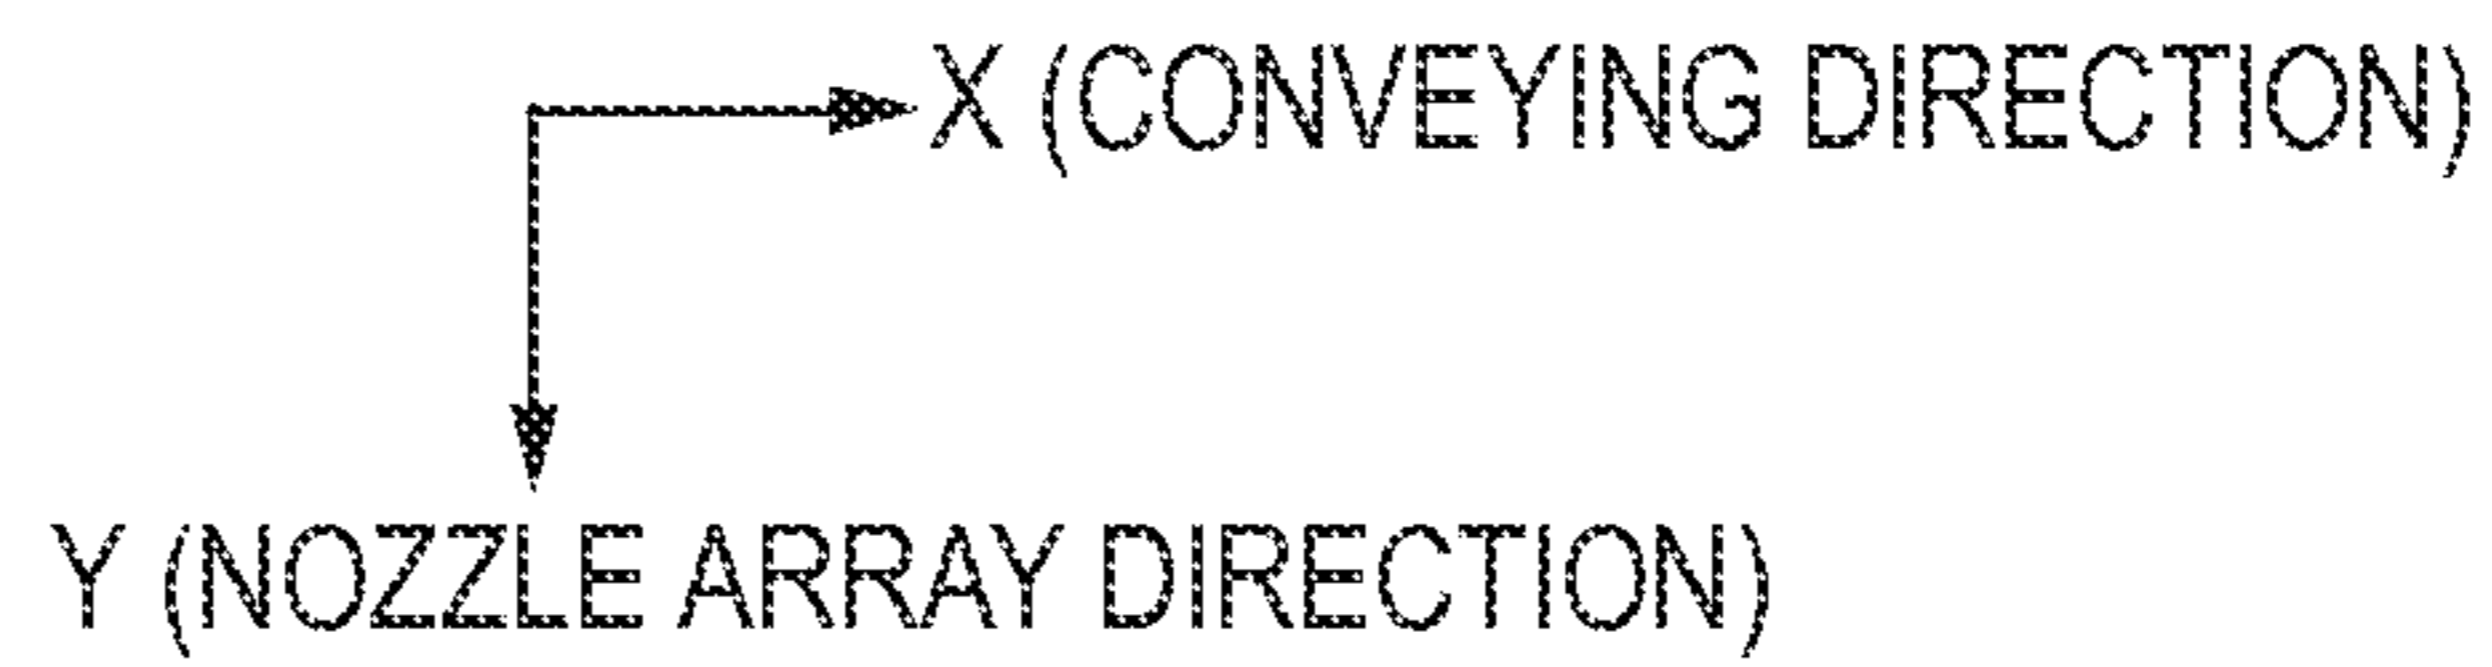 X (CONVEYING DIRECTION)
Y (NOZZLE ARRAY DIRECTION)